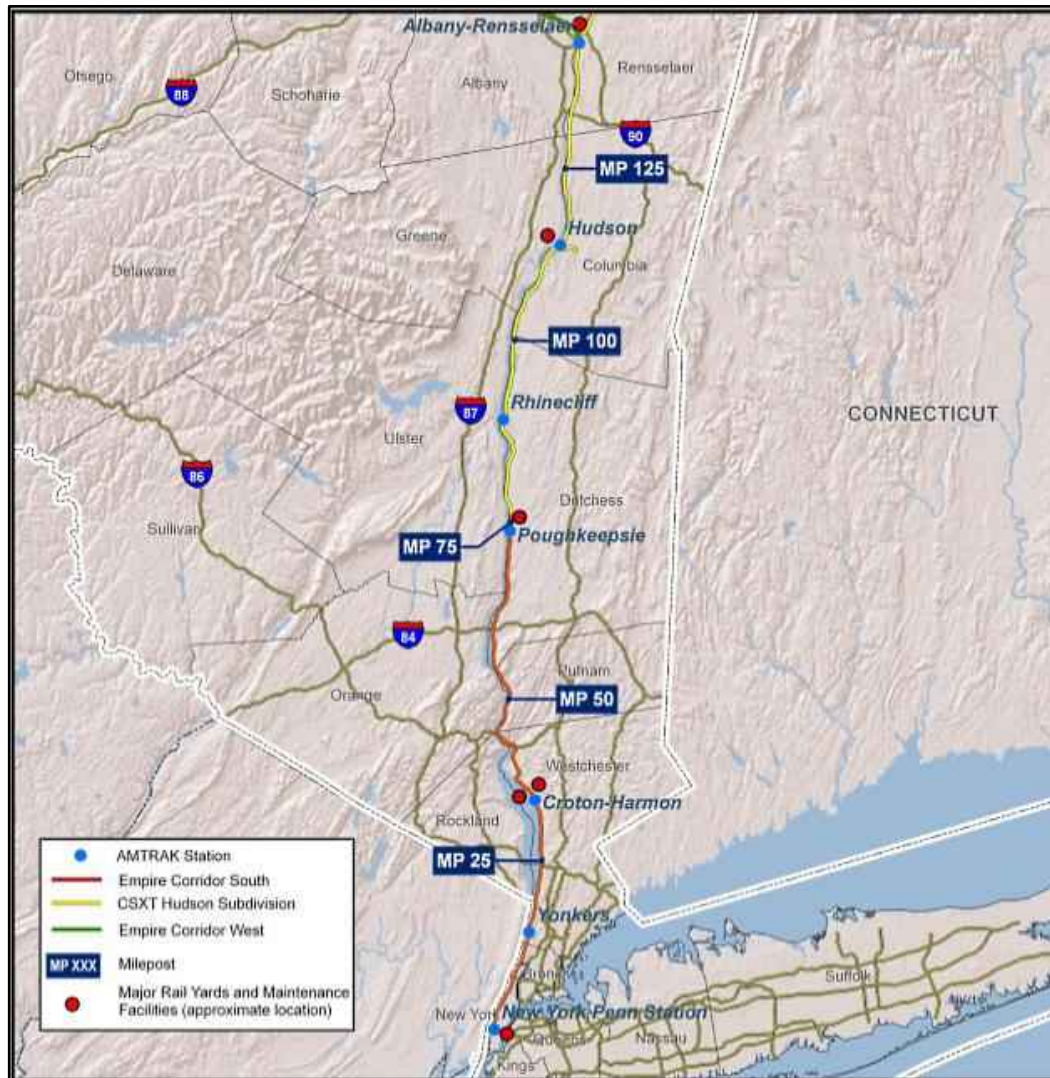 Albany-Rensselaer
Otsego
Rensselaer
Albany
88
Schoharie
90
MP 125
Hudson
Greene
Columbia
Delaware
MP 100
Rhinecliff
87
CONNECTICUT
Ulster
86
Dutchess
Sullivan
Poughkeepsie
MP 75
84
Putnam
Orange
MP 50
Westchester
Croton-Harmon
Rockland
MP 25
AMTRAK Station
Empire Corridor South
CSXT Hudson Subdivision
Yonkers
Empire Corridor West
MP XXX Milepost
Bronx
Suffolk
Major Rail Yards and Maintenance
Facilities (approximate location)
New York
New York Penn Station
Queens
Nassau
Kings